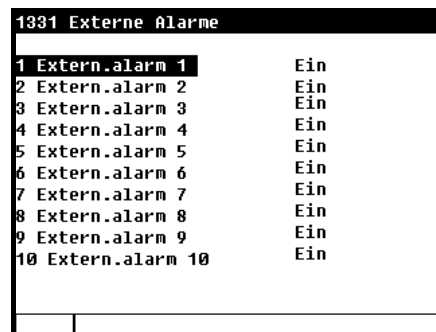 1331 Externe Alarme
1 Extern.alarm 1 Ein
2 Extern.alarm 2 Ein
3 Extern.alarm 3 Ein
4 Extern.alarm 4 Ein
5 Extern.alarm 5 Ein
6 Extern.alarm 6 Ein
7 Extern.alarm 7 Ein
8 Extern.alarm 8 Ein
9 Extern.alarm 9 Ein
10 Extern.alarm 10 Ein